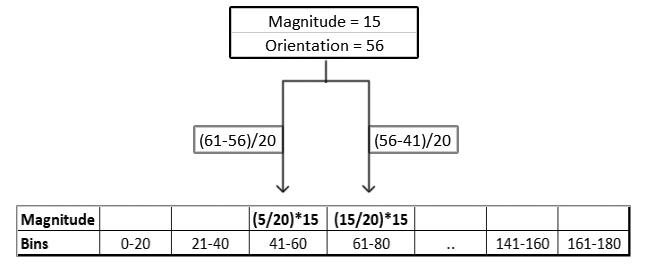 Magnitude = 15
Orientation = 56
(61-56)/20
(56-41)/20
Magnitude (5/20)*15 (15/20)*15
Bins 0-20 21-40 41-60 61-80 .. 141-160 161-180